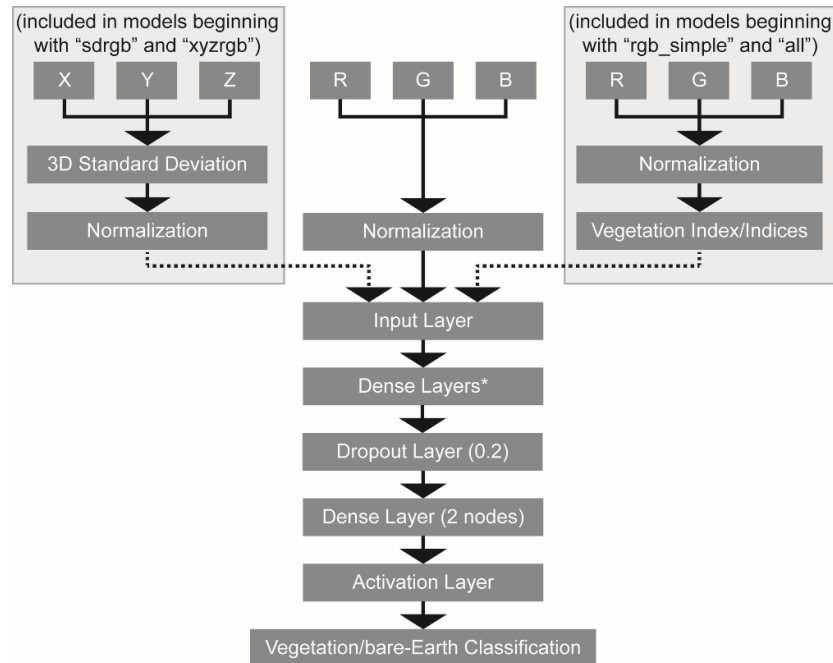 (included in models beginning
with “sdrgb” and “xyzrgb”)
X Y Z
3D Standard Deviation
Normalization
R G B
Normalization
(included in models beginning
with “rgb_simple” and “all”)
R G B
Normalization
Vegetation Index/Indices
Input Layer
Dense Layers*
Dropout Layer (0.2)
Dense Layer (2 nodes)
Activation Layer
Vegetation/bare-Earth Classification